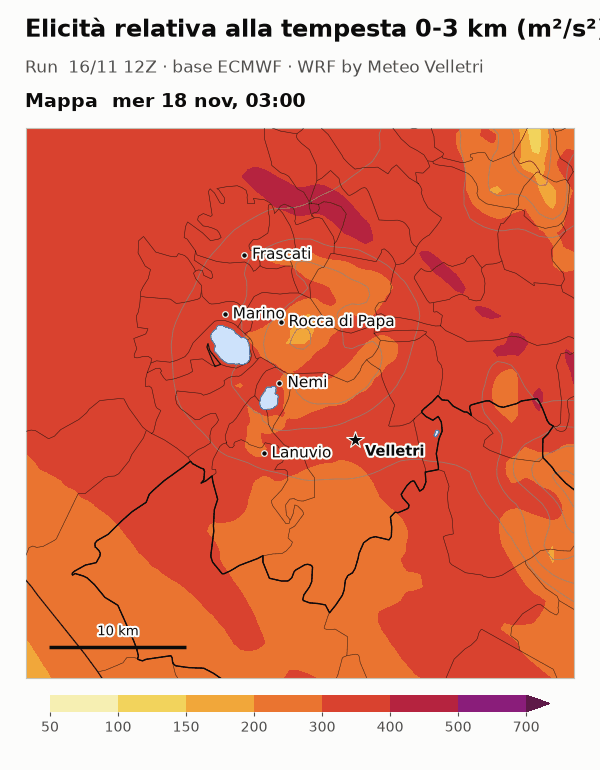 Elicità relativa alla tempesta 0-3 km (m²/s²)
Run 16/11 12Z · base ECMWF · WRF by Meteo Velletri
Mappa mer 18 nov, 03:00
Frascati
Marino
Rocca di Papa
Nemi
Velletri
Lanuvio
10 km
50 100 150 200 300 400 500 700